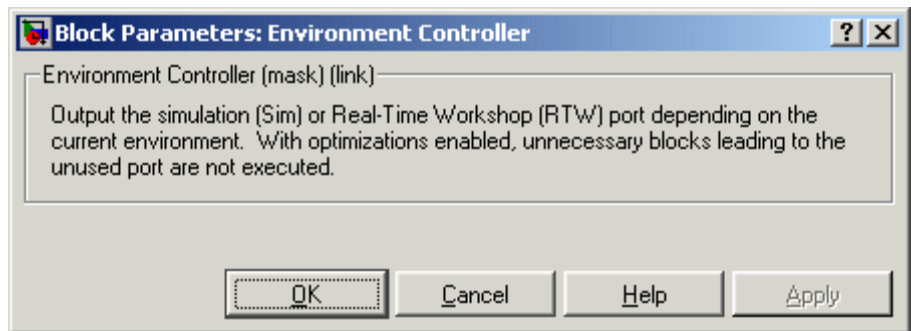 Block Parameters: Environment Controller
Environment Controller (mask) (link)
Output the simulation (Sim) or Real-Time Workshop (RTW) port depending on the
current environment.  With optimizations enabled, unnecessary blocks leading to the
unused port are not executed.
OK Cancel Help Apply